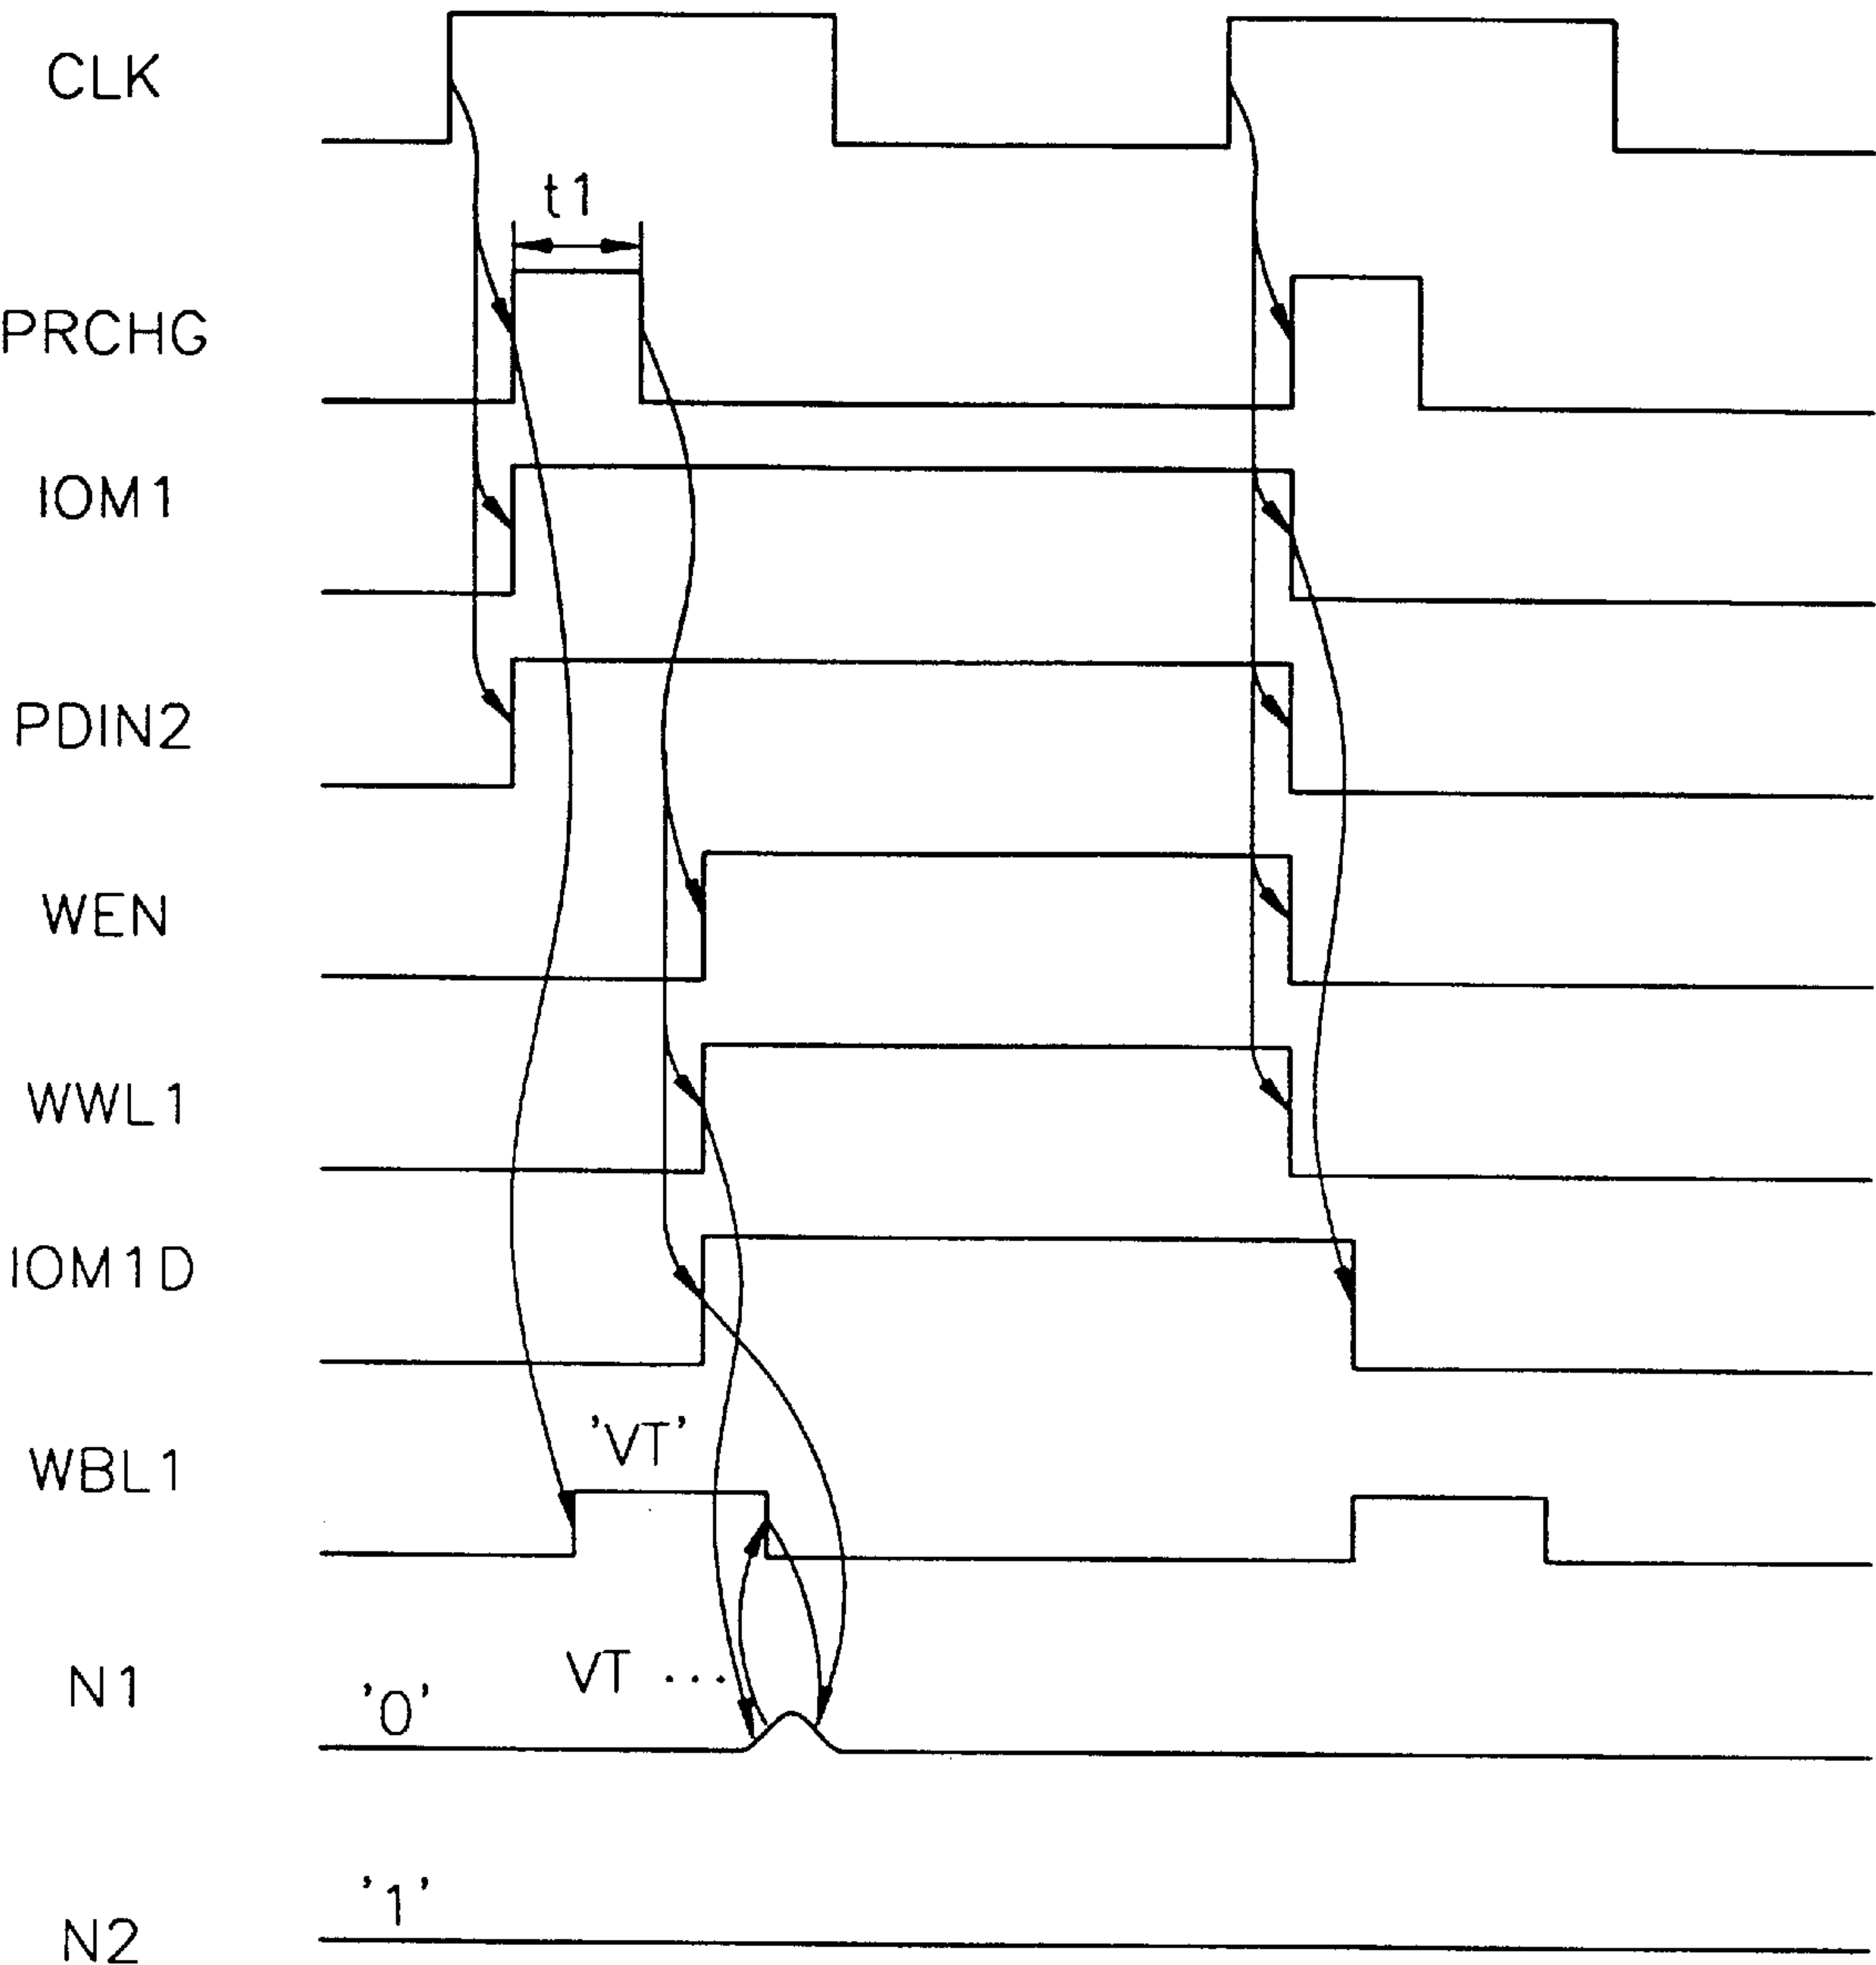 CLK
t1
PRCHG
IOM1
PDIN2
WEN
WWL1
IOM1D
'VT'
WBL1
VT ...
N1
'0'
'1'
N2